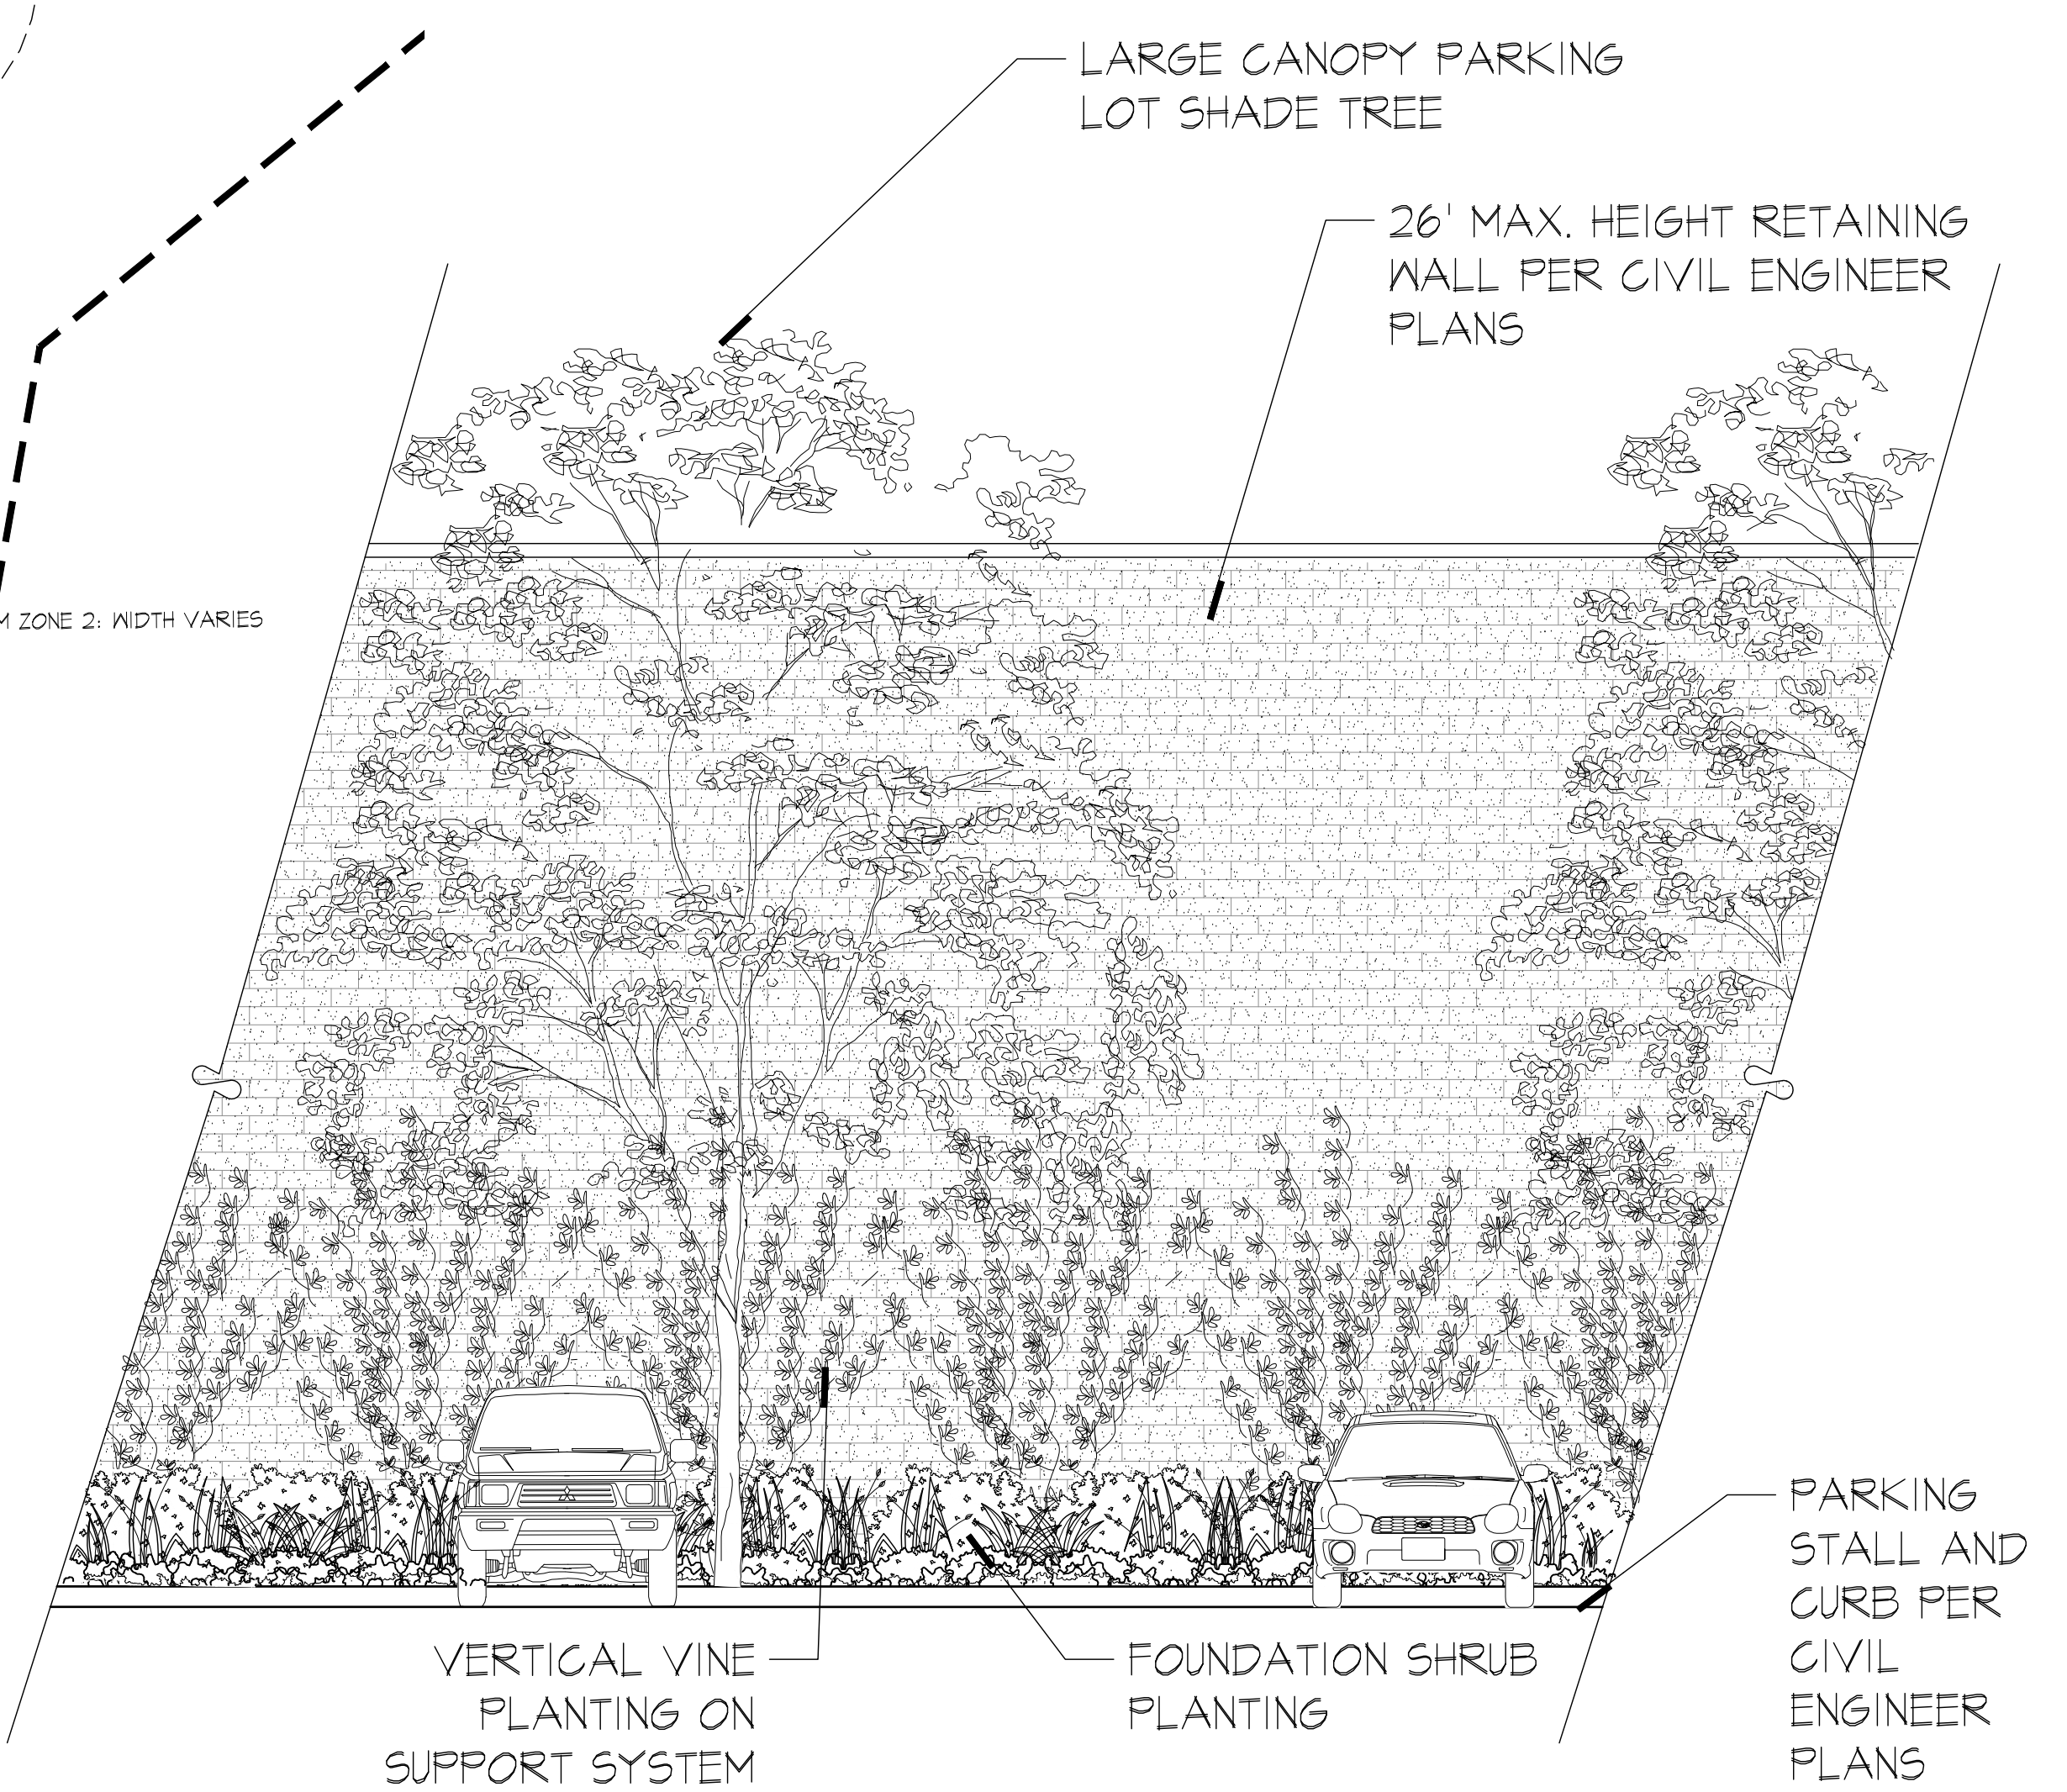 LARGE CANOPY PARKING
LOT SHADE TREE
26' MAX. HEIGHT RETAINING
WALL PER CIVIL ENGINEER
PLANS
ZONE 2: WIDTH VARIES
VERTICAL VINE
PLANTING ON
SUPPORT SYSTEM
FOUNDATION SHRUB
PLANTING
PARKING
STALL AND
CURB PER
CIVIL
ENGINEER
PLANS